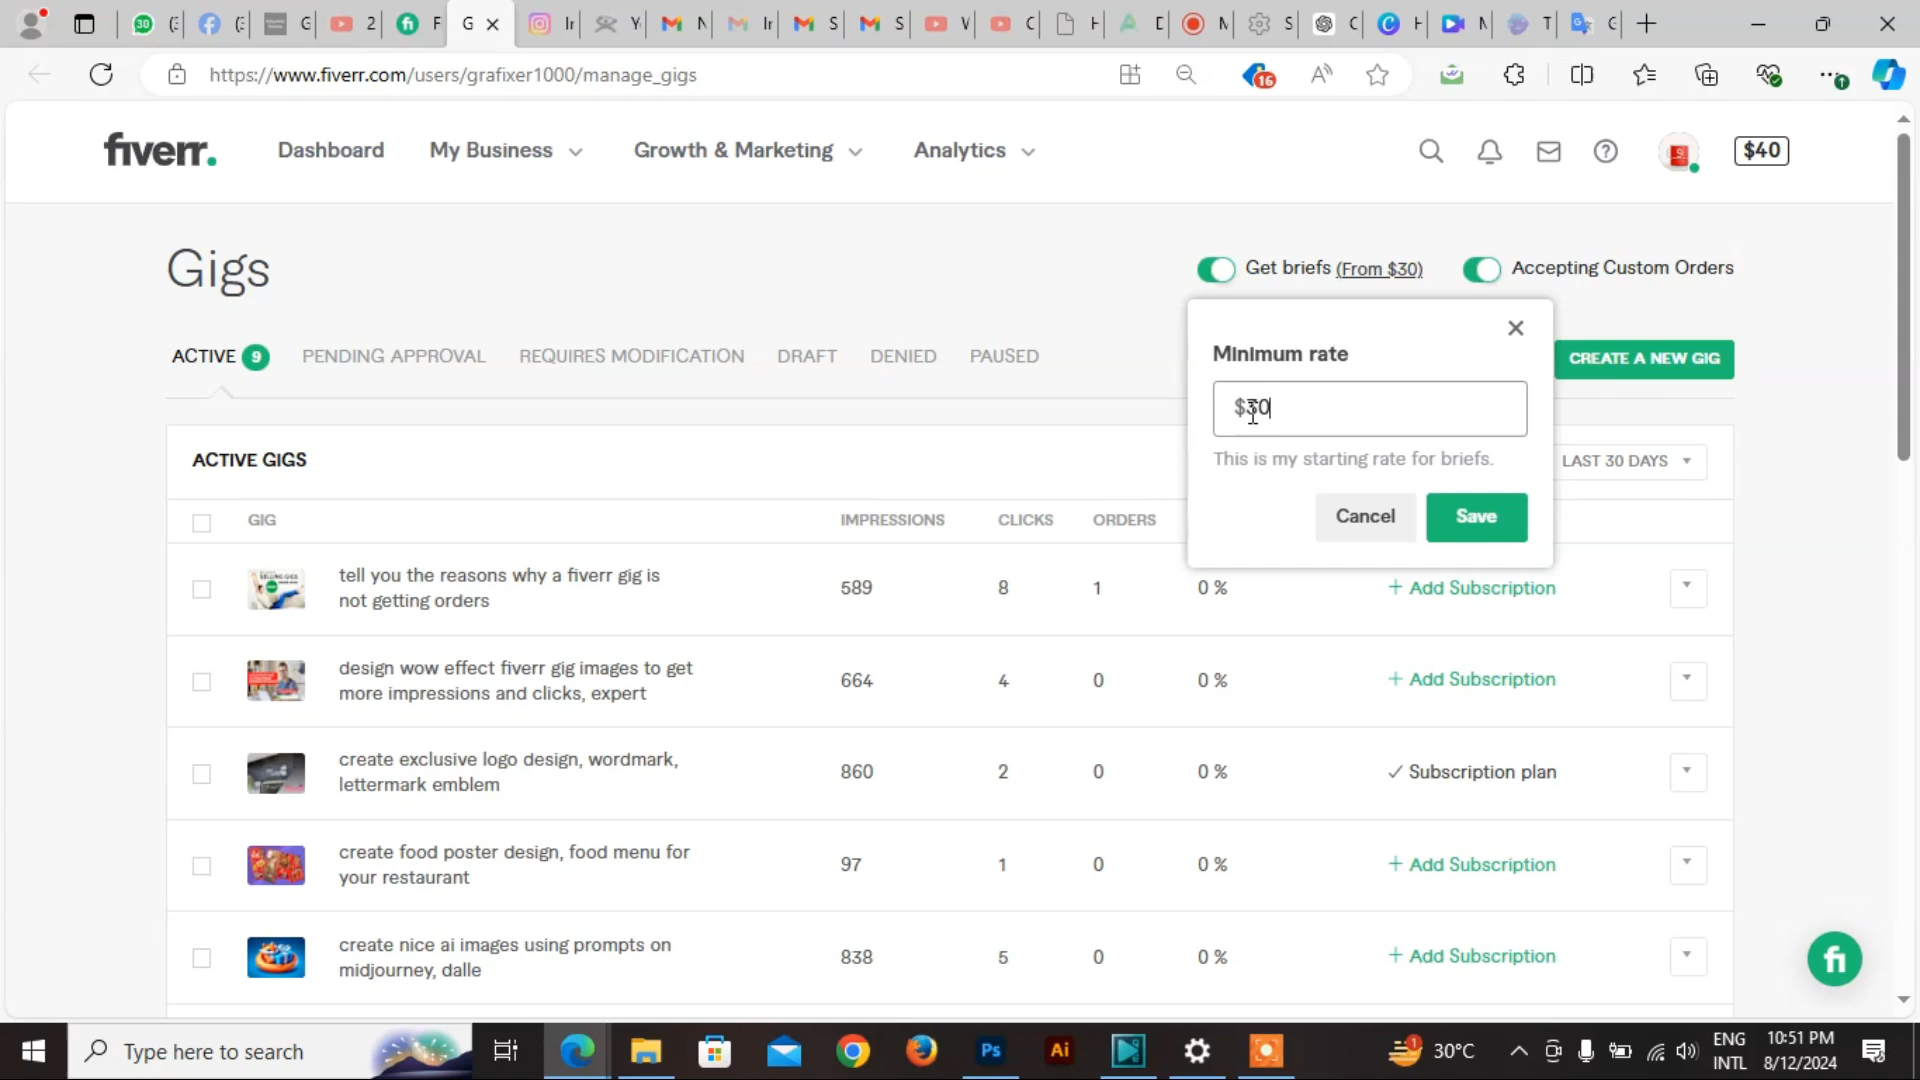 https://www.fiverr.com/users/grafixer1000/manage_gigs
16
fiverr.
Dashboard
My Business
Growth & Marketing
Analytics
$40
Gigs
Get briefs (From $30)
Accepting Custom Orders
ACTIVE 9
PENDING APPROVAL
REQUIRES MODIFICATION
DRAFT
DENIED
PAUSED
CREATE A NEW GIG
Minimum rate
$30
This is my starting rate for briefs.
Cancel
Save
ACTIVE GIGS
LAST 30 DAYS
GIG
IMPRESSIONS
CLICKS
ORDERS
tell you the reasons why a fiverr gig is
not getting orders
589
8
1
0 %
+ Add Subscription
design wow effect fiverr gig images to get
more impressions and clicks, expert
664
4
0
0 %
+ Add Subscription
create exclusive logo design, wordmark,
lettermark emblem
860
2
0
0 %
Subscription plan
create food poster design, food menu for
your restaurant
97
1
0
0 %
+ Add Subscription
create nice ai images using prompts on
midjourney, dalle
838
5
0
0 %
+ Add Subscription
fi
Type here to search
Ps
Ai
30°C
ENG
INTL
10:51 PM
8/12/2024